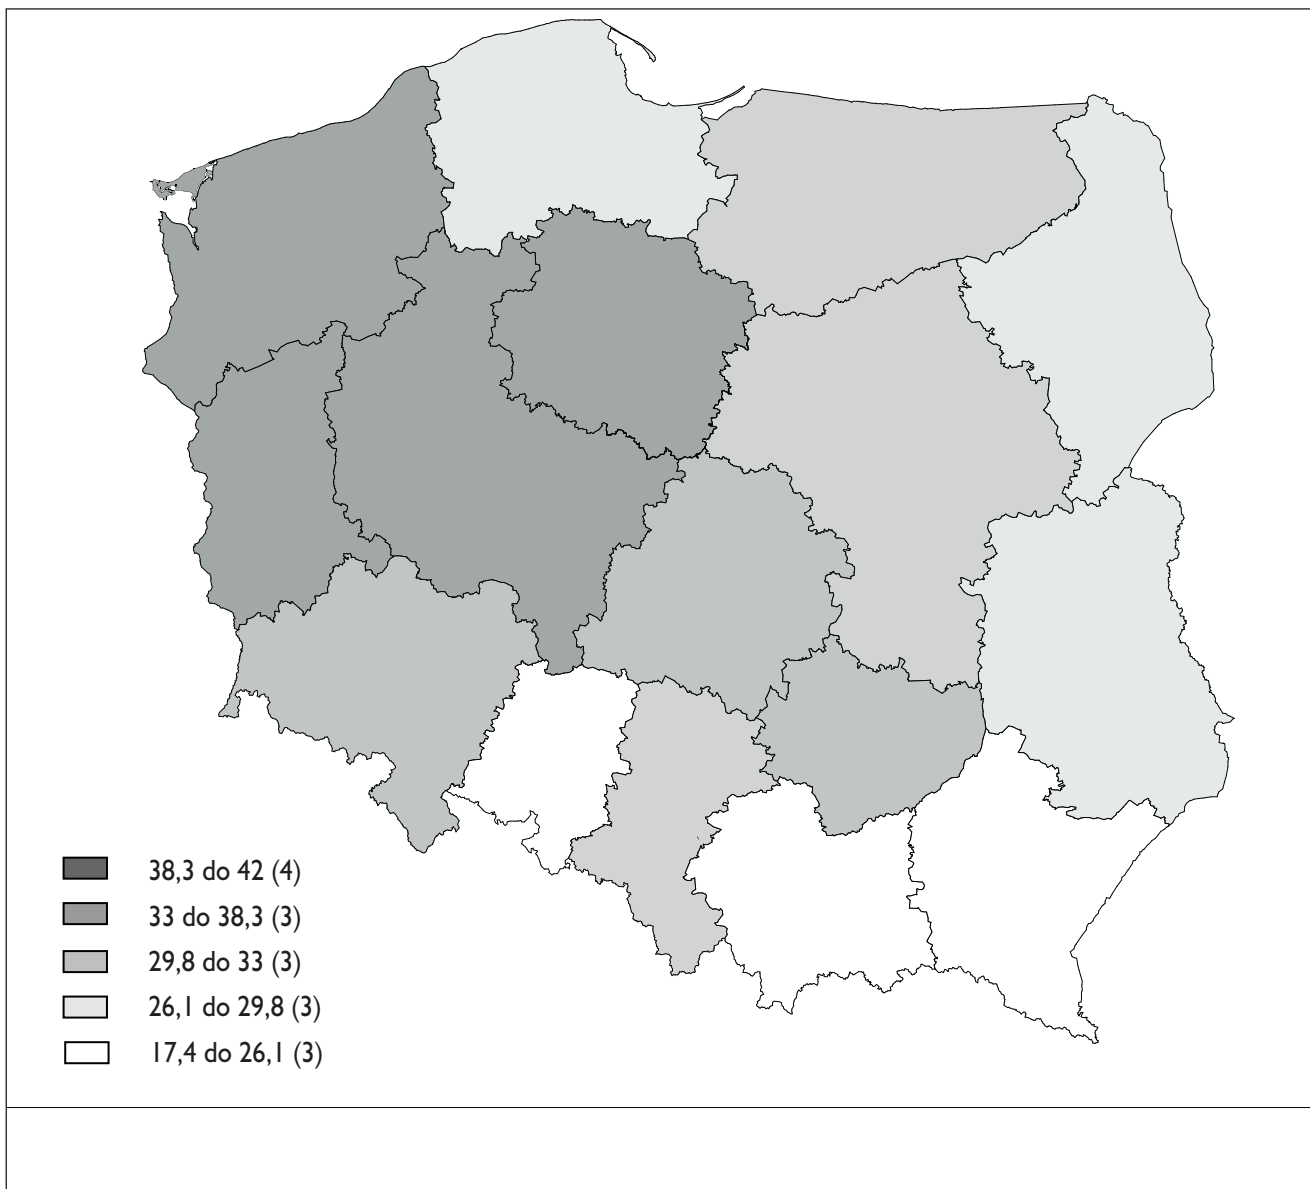 38,3 do 42 (4)
33 do 38,3 (3)
29,8 do 33 (3)
26,1 do 29,8 (3)
17,4 do 26,1 (3)